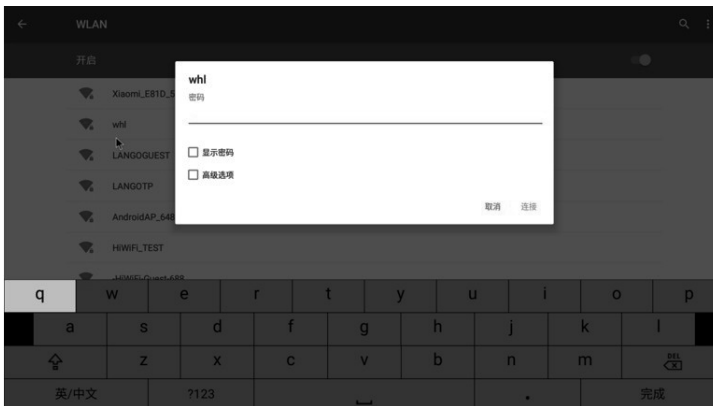 WLAN
开启
whl
密码
Xiaomi_E81D_5
whl
显示密码
LANGOGUEST
高级选项
LANGOTP
取消 连接
AndroidAP_648
HiWiFi_TEST
q w e r t y u i o p
a s d f g h j k l
z x c v b n m DEL
英/中文 ?123 . 完成